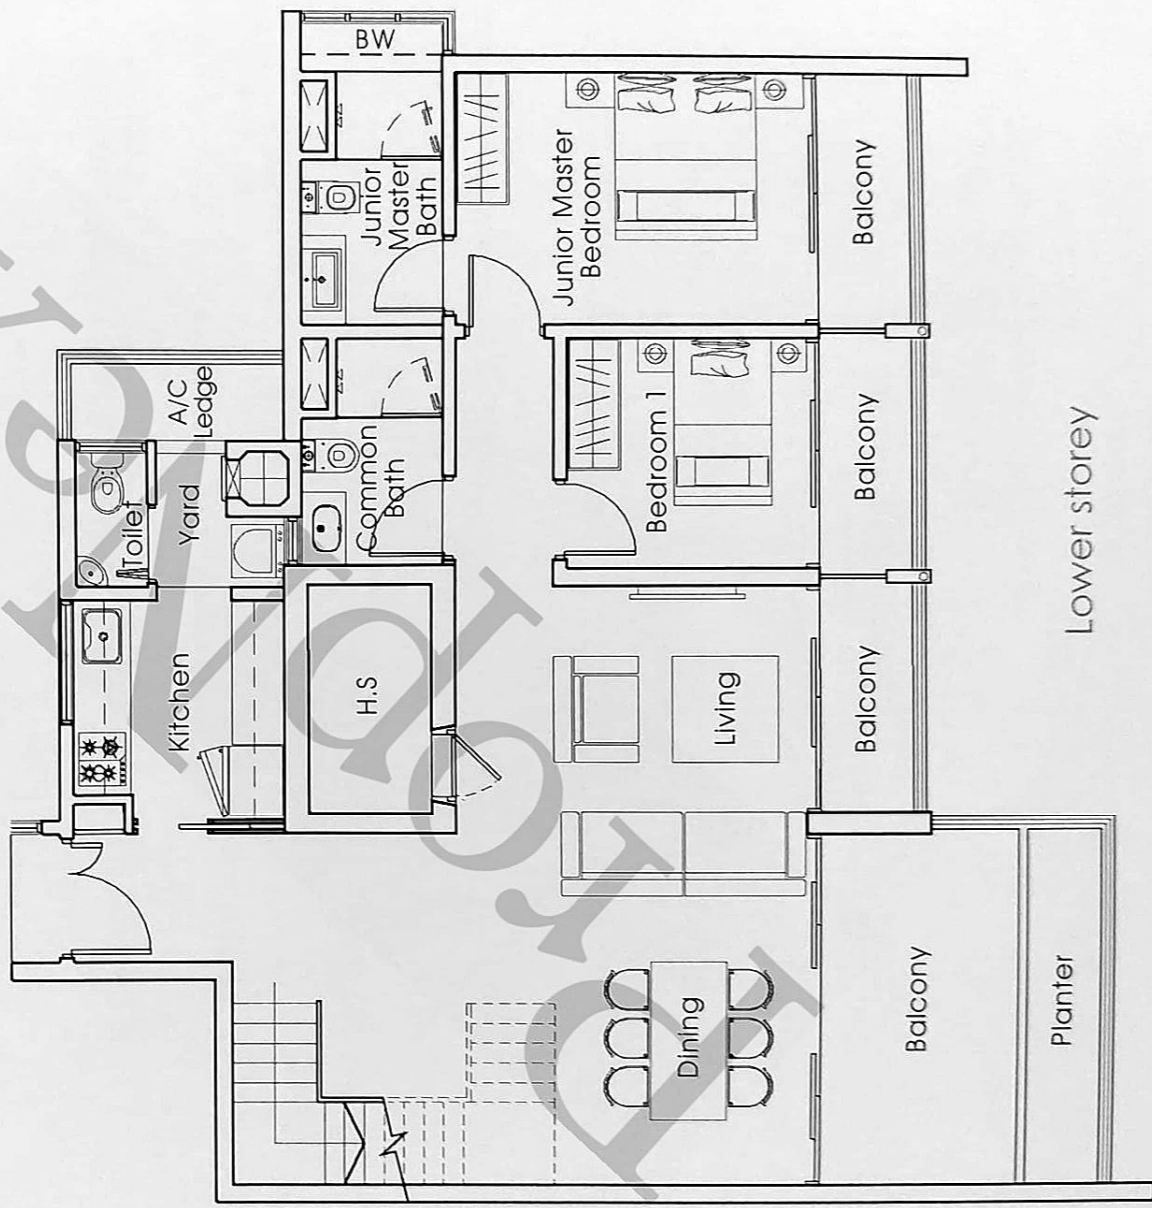 BW
Junior
Master
Bath
Junior Master
Bedroom
Balcony
A/C
Ledge
Toilet
Yard
Common
Bath
Bedroom 1
Balcony
Kitchen
H.S
Living
Balcony
Dining
Balcony
Planter
Lower storey